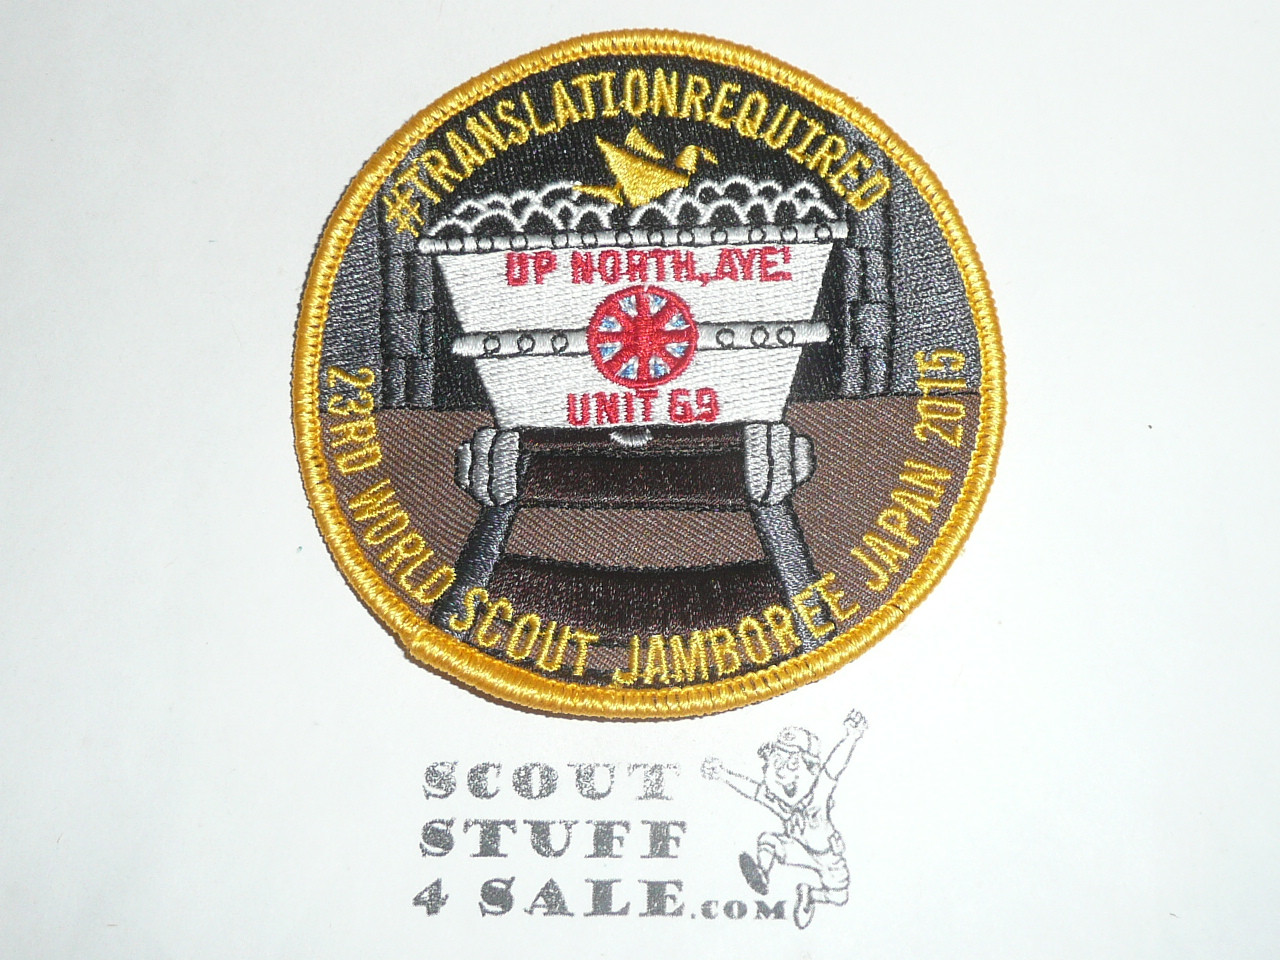 #TRANSLATIONREQUIRED
UP NORTH, AYE!
UNIT 69
23RD WORLD SCOUT JAMBOREE JAPAN 2015
SCOUT
STUFF
4 SALE.COM